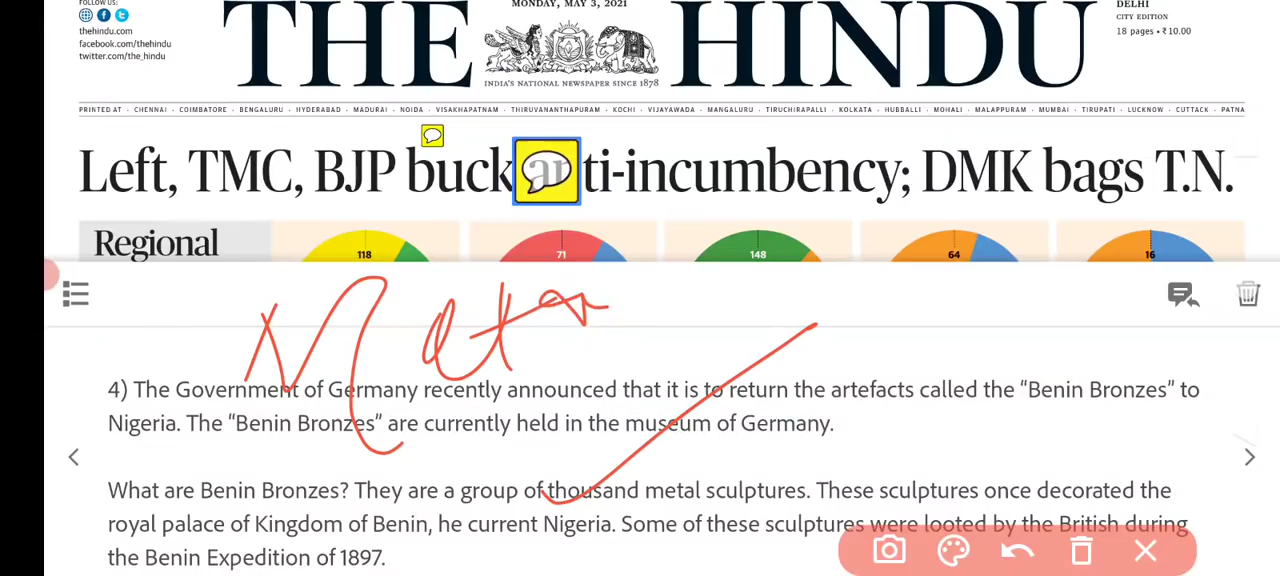 FOLLOW US:
thehindu.com
facebook.com/thehindu
twitter.com/the_hindu
THE HINDU
MONDAY, MAY 3, 2021
INDIA'S NATIONAL NEWSPAPER SINCE 1878
DELHI
CITY EDITION
18 pages • ₹10.00
PRINTED AT · CHENNAI · COIMBATORE · BENGALURU · HYDERABAD · MADURAI · NOIDA · VISAKHAPATNAM · THIRUVANANTHAPURAM · KOCHI · VIJAYAWADA · MANGALURU · TIRUCHIRAPALLI · KOLKATA · HUBBALLI · MOHALI · MALAPPURAM · MUMBAI · TIRUPATI · LUCKNOW · CUTTACK · PATNA
Left, TMC, BJP buck anti-incumbency; DMK bags T.N.
Regional
118
71
148
64
16
4) The Government of Germany recently announced that it is to return the artefacts called the “Benin Bronzes” to
Nigeria. The “Benin Bronzes” are currently held in the museum of Germany.
What are Benin Bronzes? They are a group of thousand metal sculptures. These sculptures once decorated the
royal palace of Kingdom of Benin, he current Nigeria. Some of these sculptures were looted by the British during
the Benin Expedition of 1897.